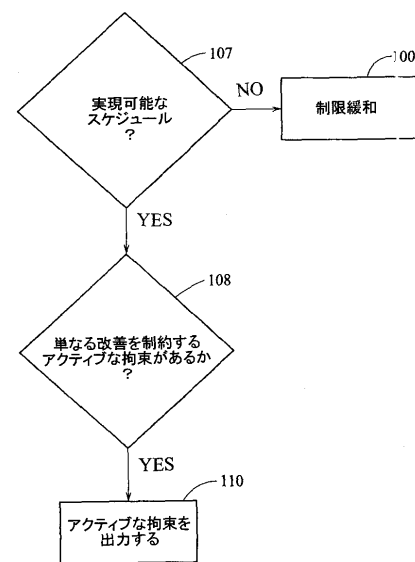 107
実現可能な
スケジュール
?
NO
100
制限緩和
YES
108
単なる改善を制約する
アクティブな拘束があるか
?
YES
110
アクティブな拘束を
出力する